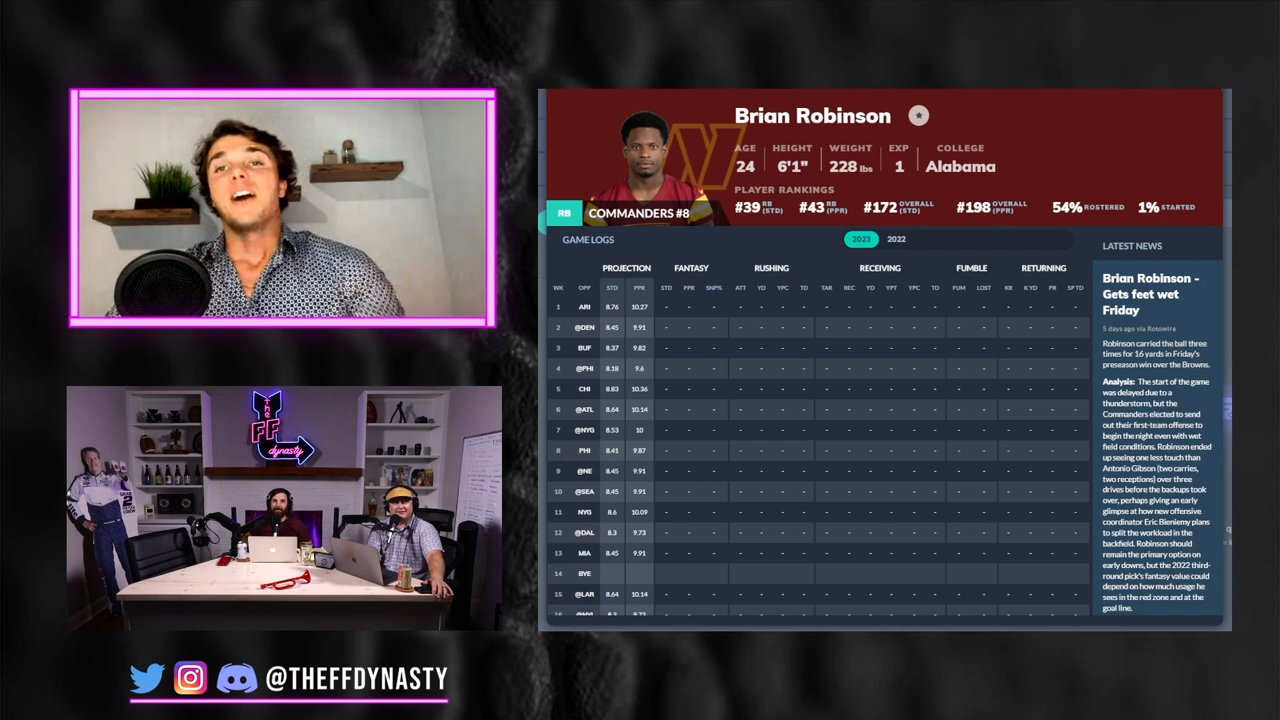 Brian Robinson
AGE HEIGHT WEIGHT EXP COLLEGE
24 6'1" 228 lbs 1 Alabama
PLAYER RANKINGS
#39 RB (STD) #43 RB (PPR) #172 OVERALL (STD) #198 OVERALL (PPR) 54% ROSTERED 1% STARTED
RB COMMANDERS #8
GAME LOGS 2023 2022
PROJECTION FANTASY RUSHING RECEIVING FUMBLE RETURNING
WK OPP STD PPR STD PPR SNP% ATT YD YPC TD TAR REC YD YPT YPC TD FUM LOST KR KYD PR SPTD
1 ARI 8.76 10.27 - - - - - - - - - - - - - - - - - - -
2 @DEN 8.45 9.91 - - - - - - - - - - - - - - - - - - -
3 BUF 8.37 9.82 - - - - - - - - - - - - - - - - - - -
4 @PHI 8.18 9.6 - - - - - - - - - - - - - - - - - - -
5 CHI 8.83 10.36 - - - - - - - - - - - - - - - - - - -
6 @ATL 8.64 10.14 - - - - - - - - - - - - - - - - - - -
7 @NYG 8.53 10 - - - - - - - - - - - - - - - - - - -
8 PHI 8.41 9.87 - - - - - - - - - - - - - - - - - - -
9 @NE 8.45 9.91 - - - - - - - - - - - - - - - - - - -
10 @SEA 8.45 9.91 - - - - - - - - - - - - - - - - - - -
11 NYG 8.6 10.09 - - - - - - - - - - - - - - - - - - -
12 @DAL 8.3 9.73 - - - - - - - - - - - - - - - - - - -
13 MIA 8.45 9.91 - - - - - - - - - - - - - - - - - - -
14 BYE
15 @LAR 8.64 10.14 - - - - - - - - - - - - - - - - - - -
LATEST NEWS
Brian Robinson -
Gets feet wet
Friday
5 days ago via Rotowire
Robinson carried the ball three
times for 16 yards in Friday's
preseason win over the Browns.
Analysis: The start of the game
was delayed due to a
thunderstorm, but the
Commanders elected to send
out their first-team offense to
begin the night even with wet
field conditions. Robinson ended
up seeing one less touch than
Antonio Gibson (two carries,
two receptions) over three
drives before the backups took
over, perhaps giving an early
glimpse at how new offensive
coordinator Eric Bieniemy plans
to split the workload in the
backfield. Robinson should
remain the primary option on
early downs, but the 2022 third-
round pick's fantasy value could
depend on how much usage he
sees in the red zone and at the
goal line.
the
FF
dynasty
@THEFFDYNASTY